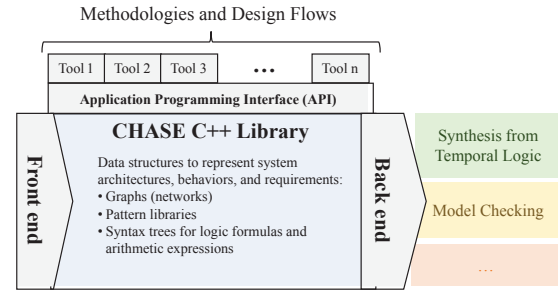 Methodologies and Design Flows
Tool 1 Tool 2 Tool 3 ... Tool n
Application Programming Interface (API)
Front end
CHASE C++ Library
Data structures to represent system
architectures, behaviors, and requirements:
• Graphs (networks)
• Pattern libraries
• Syntax trees for logic formulas and
arithmetic expressions
Back end
Synthesis from
Temporal Logic
Model Checking
...